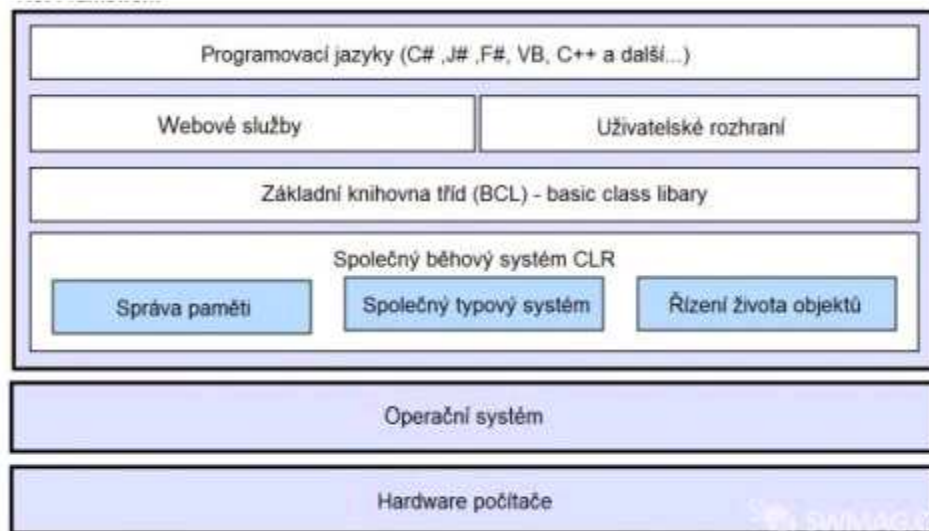 Programovací jazyky (C# ,J# ,F#, VB, C++ a další...)
Webové služby
Uživatelské rozhraní
Základní knihovna tříd (BCL) - basic class libary
Společný běhový systém CLR
Správa paměti
Společný typový systém
Řízení života objektů
Operační systém
Hardware počítače